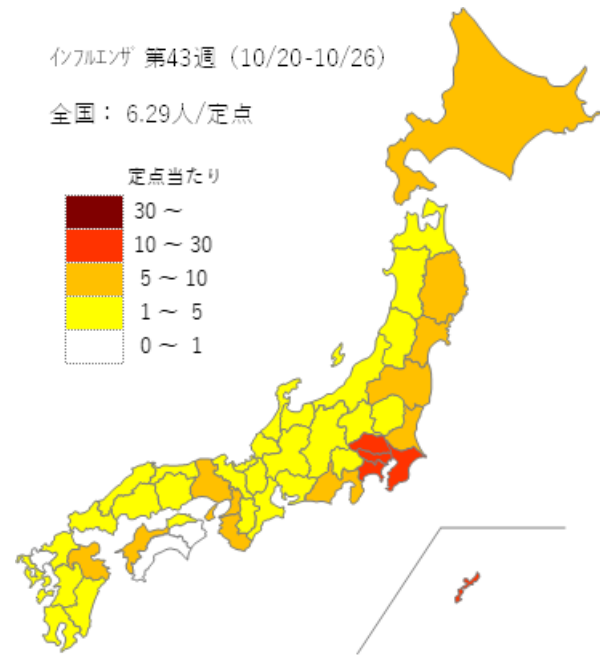 ｲﾝﾌﾙｴﾝｻﾞ 第43週（10/20-10/26）
全国： 6.29人/定点
定点当たり
30 ～
10 ～ 30
5 ～ 10
1 ～ 5
0 ～ 1